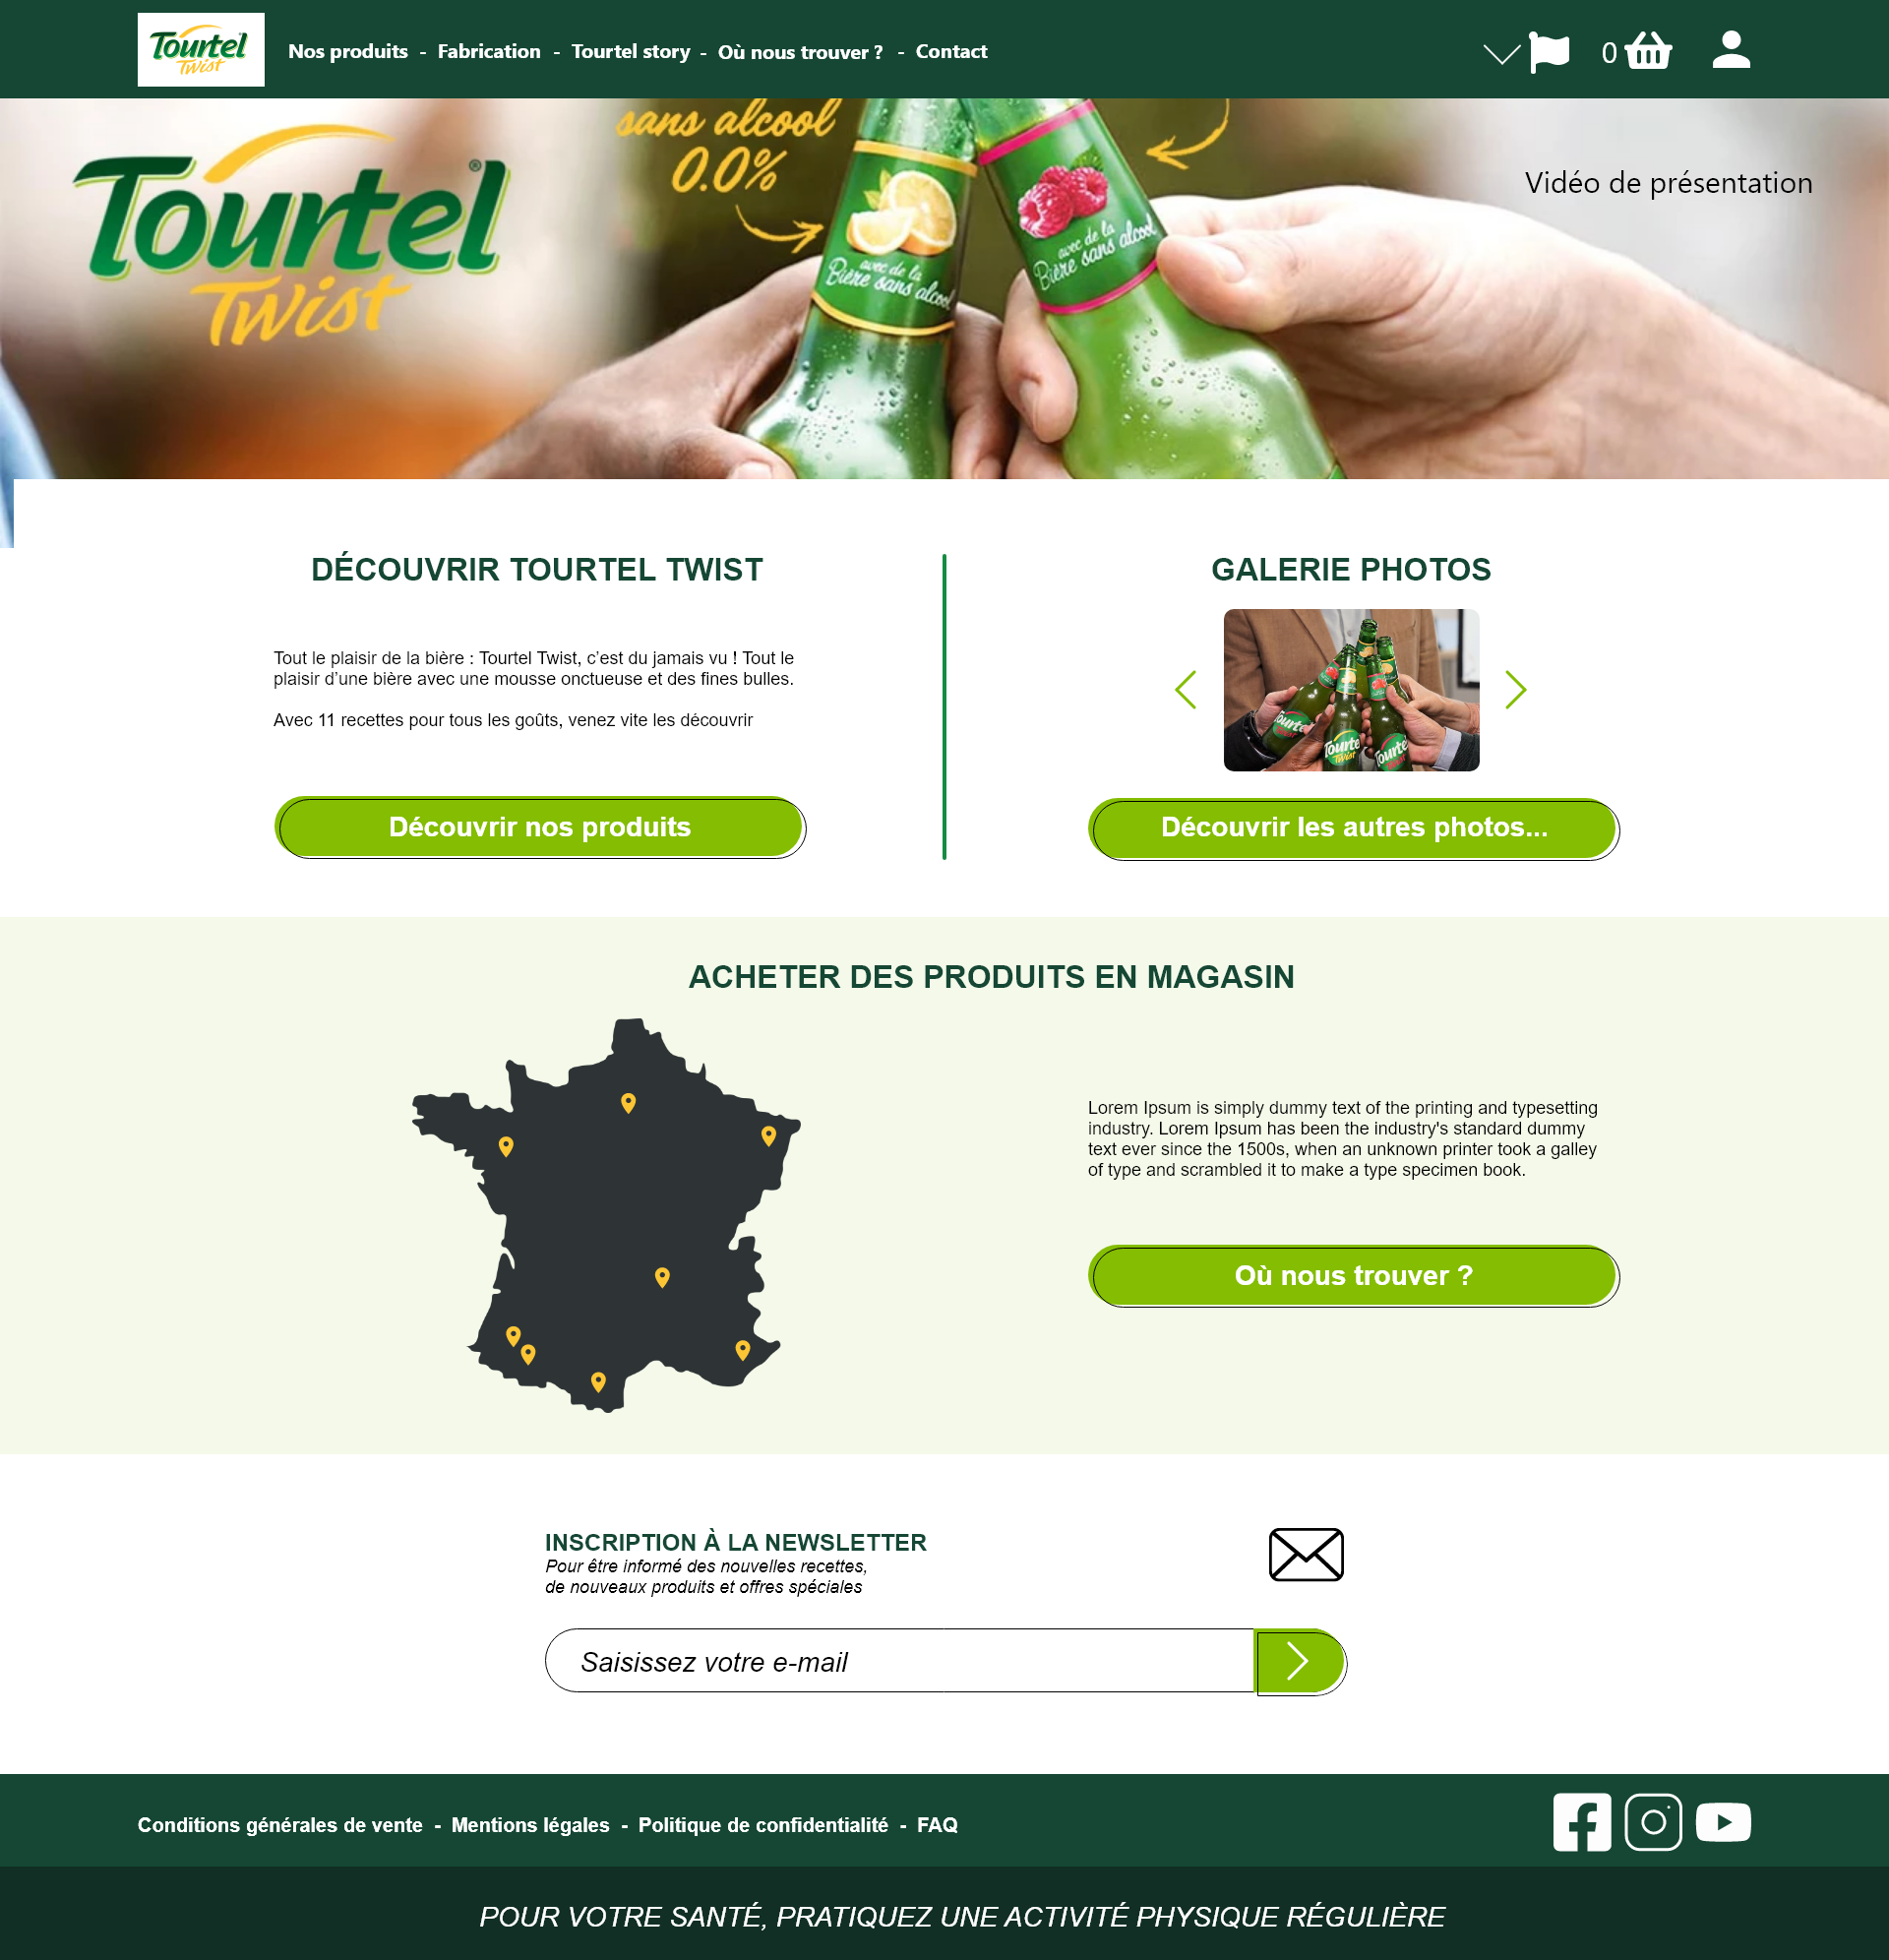 Tourtel
Twist
Nos produits - Fabrication - Tourtel story - Où nous trouver ? - Contact
0
sans alcool
0.0%
Tourtel®
Twist
Vidéo de présentation
avec de la
Bière sans alcool
avec de la
Bière sans alcool
DÉCOUVRIR TOURTEL TWIST
Tout le plaisir de la bière : Tourtel Twist, c’est du jamais vu ! Tout le
plaisir d’une bière avec une mousse onctueuse et des fines bulles.
Avec 11 recettes pour tous les goûts, venez vite les découvrir
Découvrir nos produits
GALERIE PHOTOS
Tourtel
Twist
Tourtel
Twist
Tourtel
Twist
Découvrir les autres photos...
ACHETER DES PRODUITS EN MAGASIN
Lorem Ipsum is simply dummy text of the printing and typesetting
industry. Lorem Ipsum has been the industry's standard dummy
text ever since the 1500s, when an unknown printer took a galley
of type and scrambled it to make a type specimen book.
Où nous trouver ?
INSCRIPTION À LA NEWSLETTER
Pour être informé des nouvelles recettes,
de nouveaux produits et offres spéciales
Saisissez votre e-mail
Conditions générales de vente - Mentions légales - Politique de confidentialité - FAQ
POUR VOTRE SANTÉ, PRATIQUEZ UNE ACTIVITÉ PHYSIQUE RÉGULIÈRE